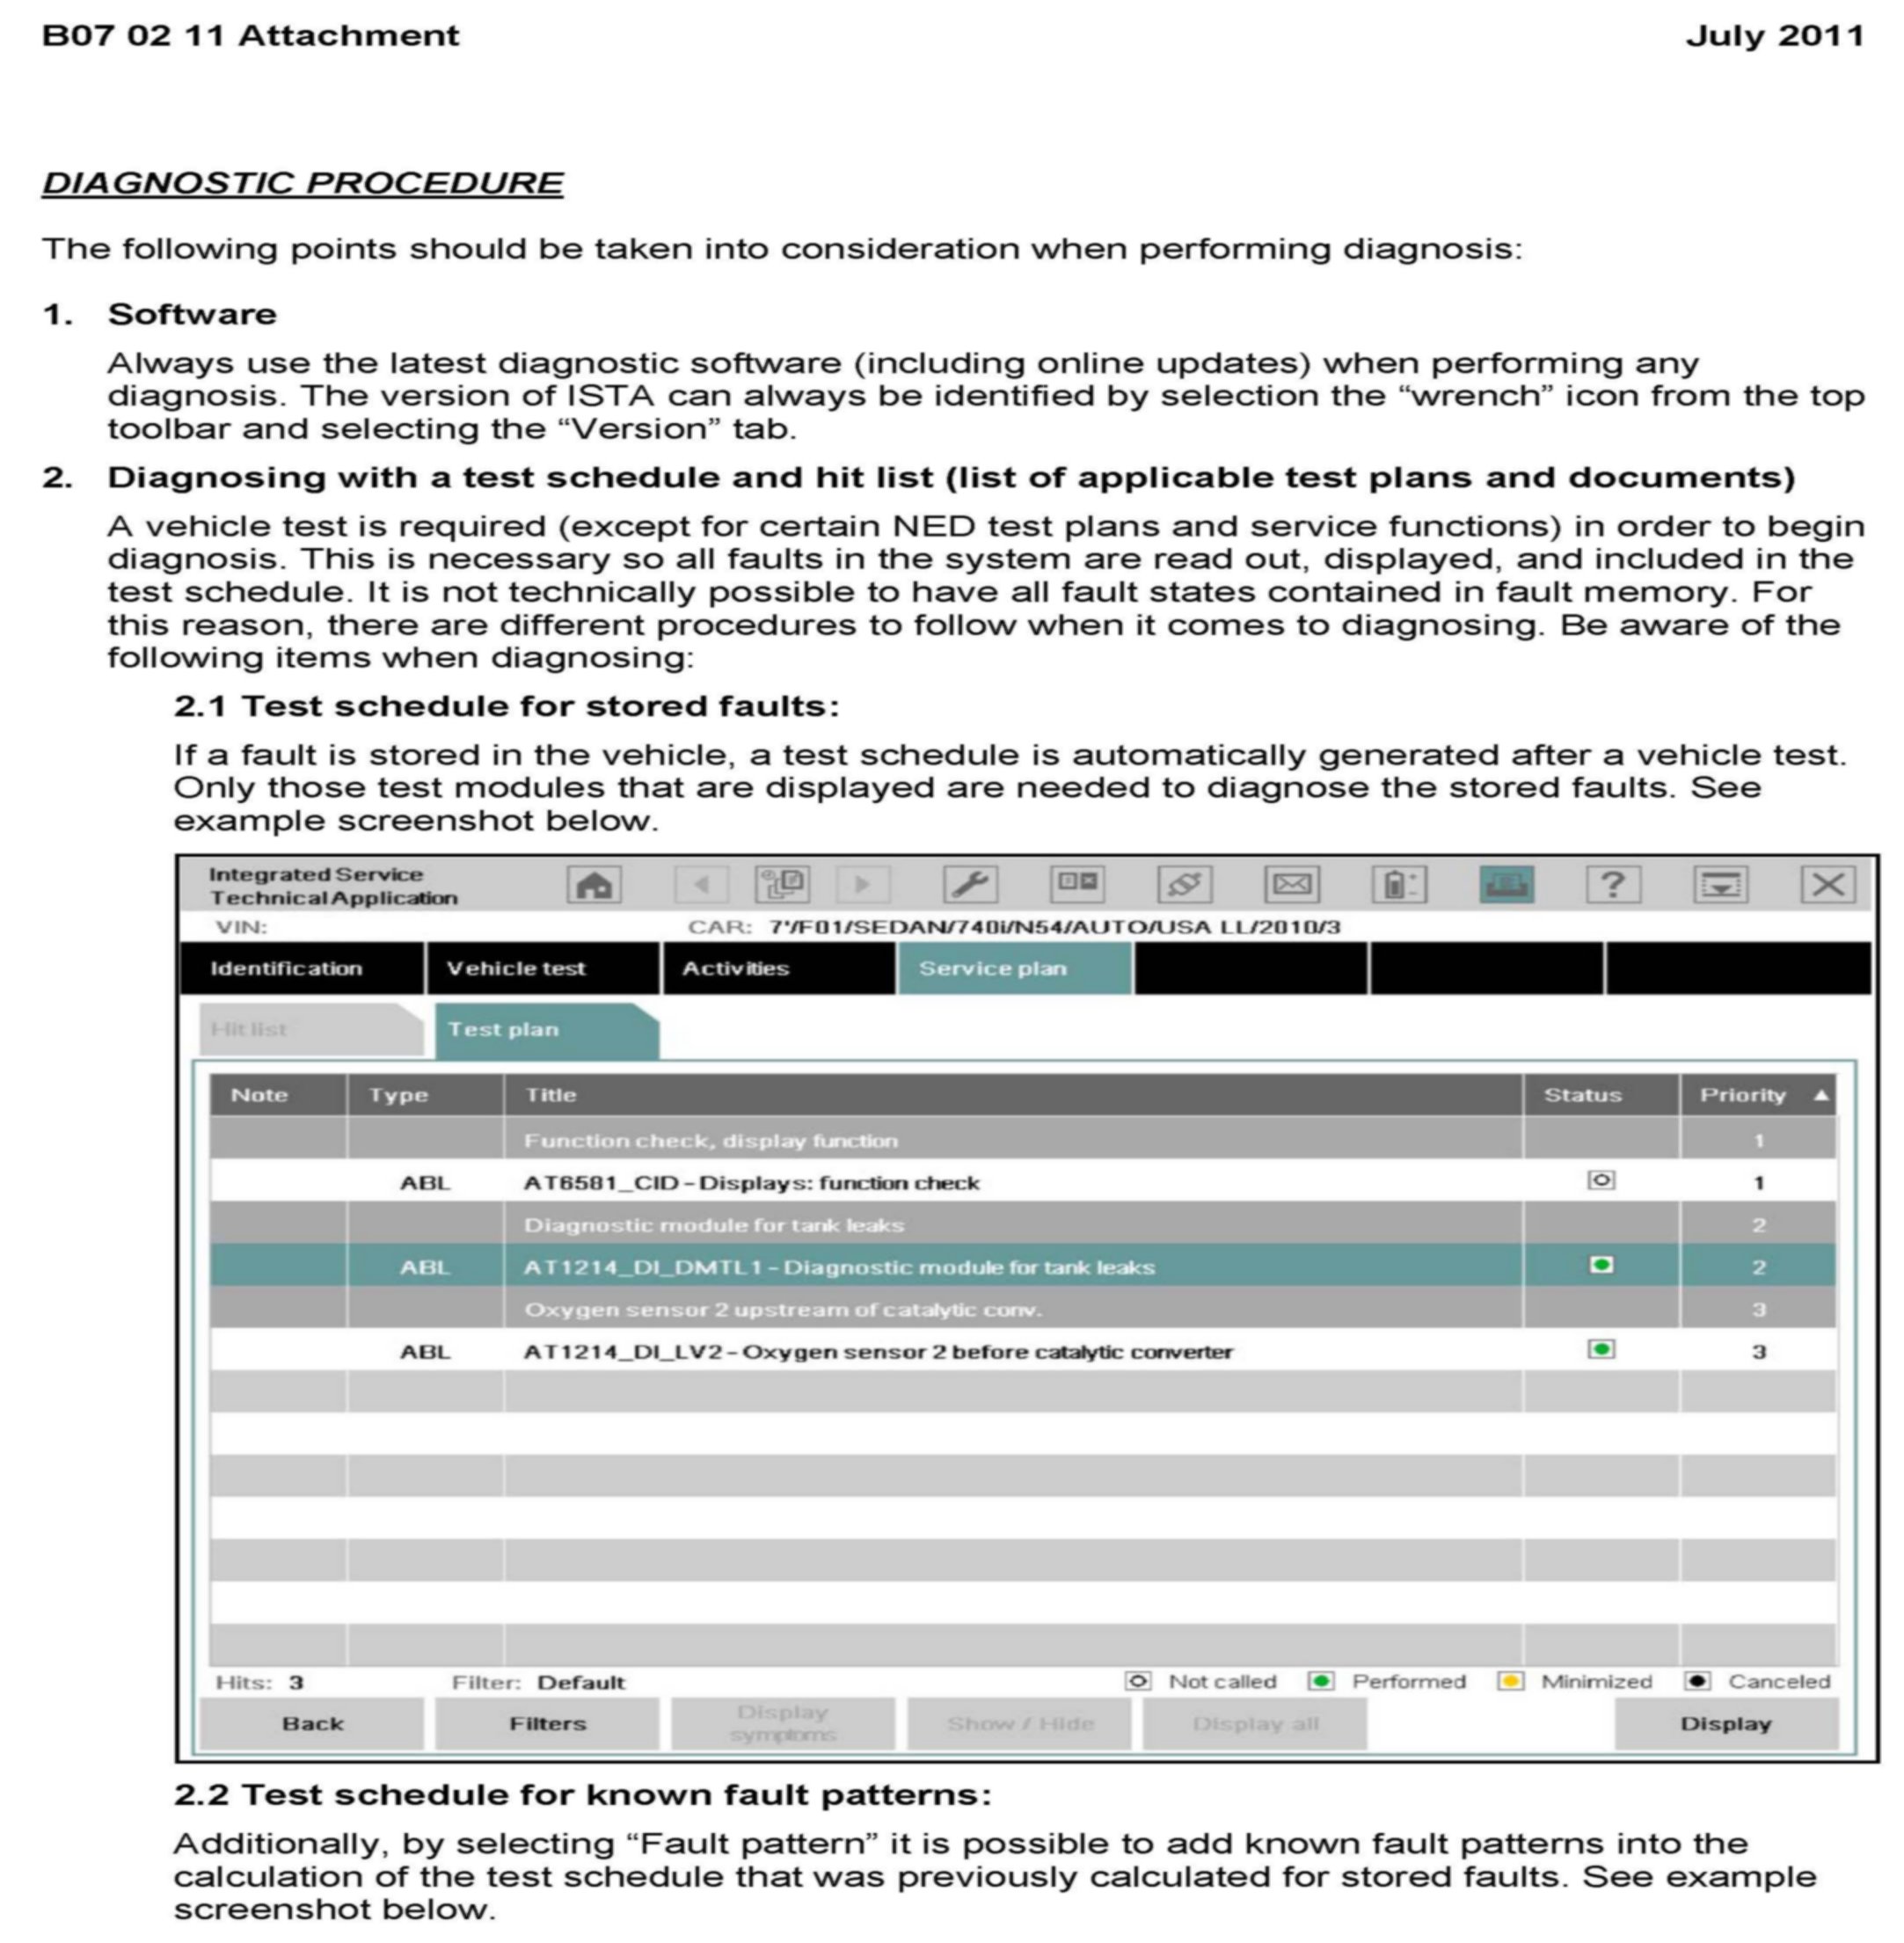 B07 02 11 Attachment July 2011
DIAGNOSTIC PROCEDURE
The following points should be taken into consideration when performing diagnosis:
1. Software
Always use the latest diagnostic software (including online updates) when performing any
diagnosis. The version of ISTA can always be identified by selection the “wrench” icon from the top
toolbar and selecting the “Version” tab.
2. Diagnosing with a test schedule and hit list (list of applicable test plans and documents)
A vehicle test is required (except for certain NED test plans and service functions) in order to begin
diagnosis. This is necessary so all faults in the system are read out, displayed, and included in the
test schedule. It is not technically possible to have all fault states contained in fault memory. For
this reason, there are different procedures to follow when it comes to diagnosing. Be aware of the
following items when diagnosing:
2.1 Test schedule for stored faults:
If a fault is stored in the vehicle, a test schedule is automatically generated after a vehicle test.
Only those test modules that are displayed are needed to diagnose the stored faults. See
example screenshot below.
Integrated Service
Technical Application
VIN: CAR: 7'/F01/SEDAN/740i/N54/AUTO/USA LL/2010/3
Identification Vehicle test Activities Service plan
Hit list Test plan
Note Type Title Status Priority
Function check, display function 1
ABL AT6581_CID - Displays: function check 1
Diagnostic module for tank leaks 2
ABL AT1214_DI_DMTL1 - Diagnostic module for tank leaks 2
Oxygen sensor 2 upstream of catalytic conv. 3
ABL AT1214_DI_LV2 - Oxygen sensor 2 before catalytic converter 3
Hits: 3 Filter: Default Not called Performed Minimized Canceled
Back Filters Display symptoms Show / Hide Display all Display
2.2 Test schedule for known fault patterns:
Additionally, by selecting “Fault pattern” it is possible to add known fault patterns into the
calculation of the test schedule that was previously calculated for stored faults. See example
screenshot below.